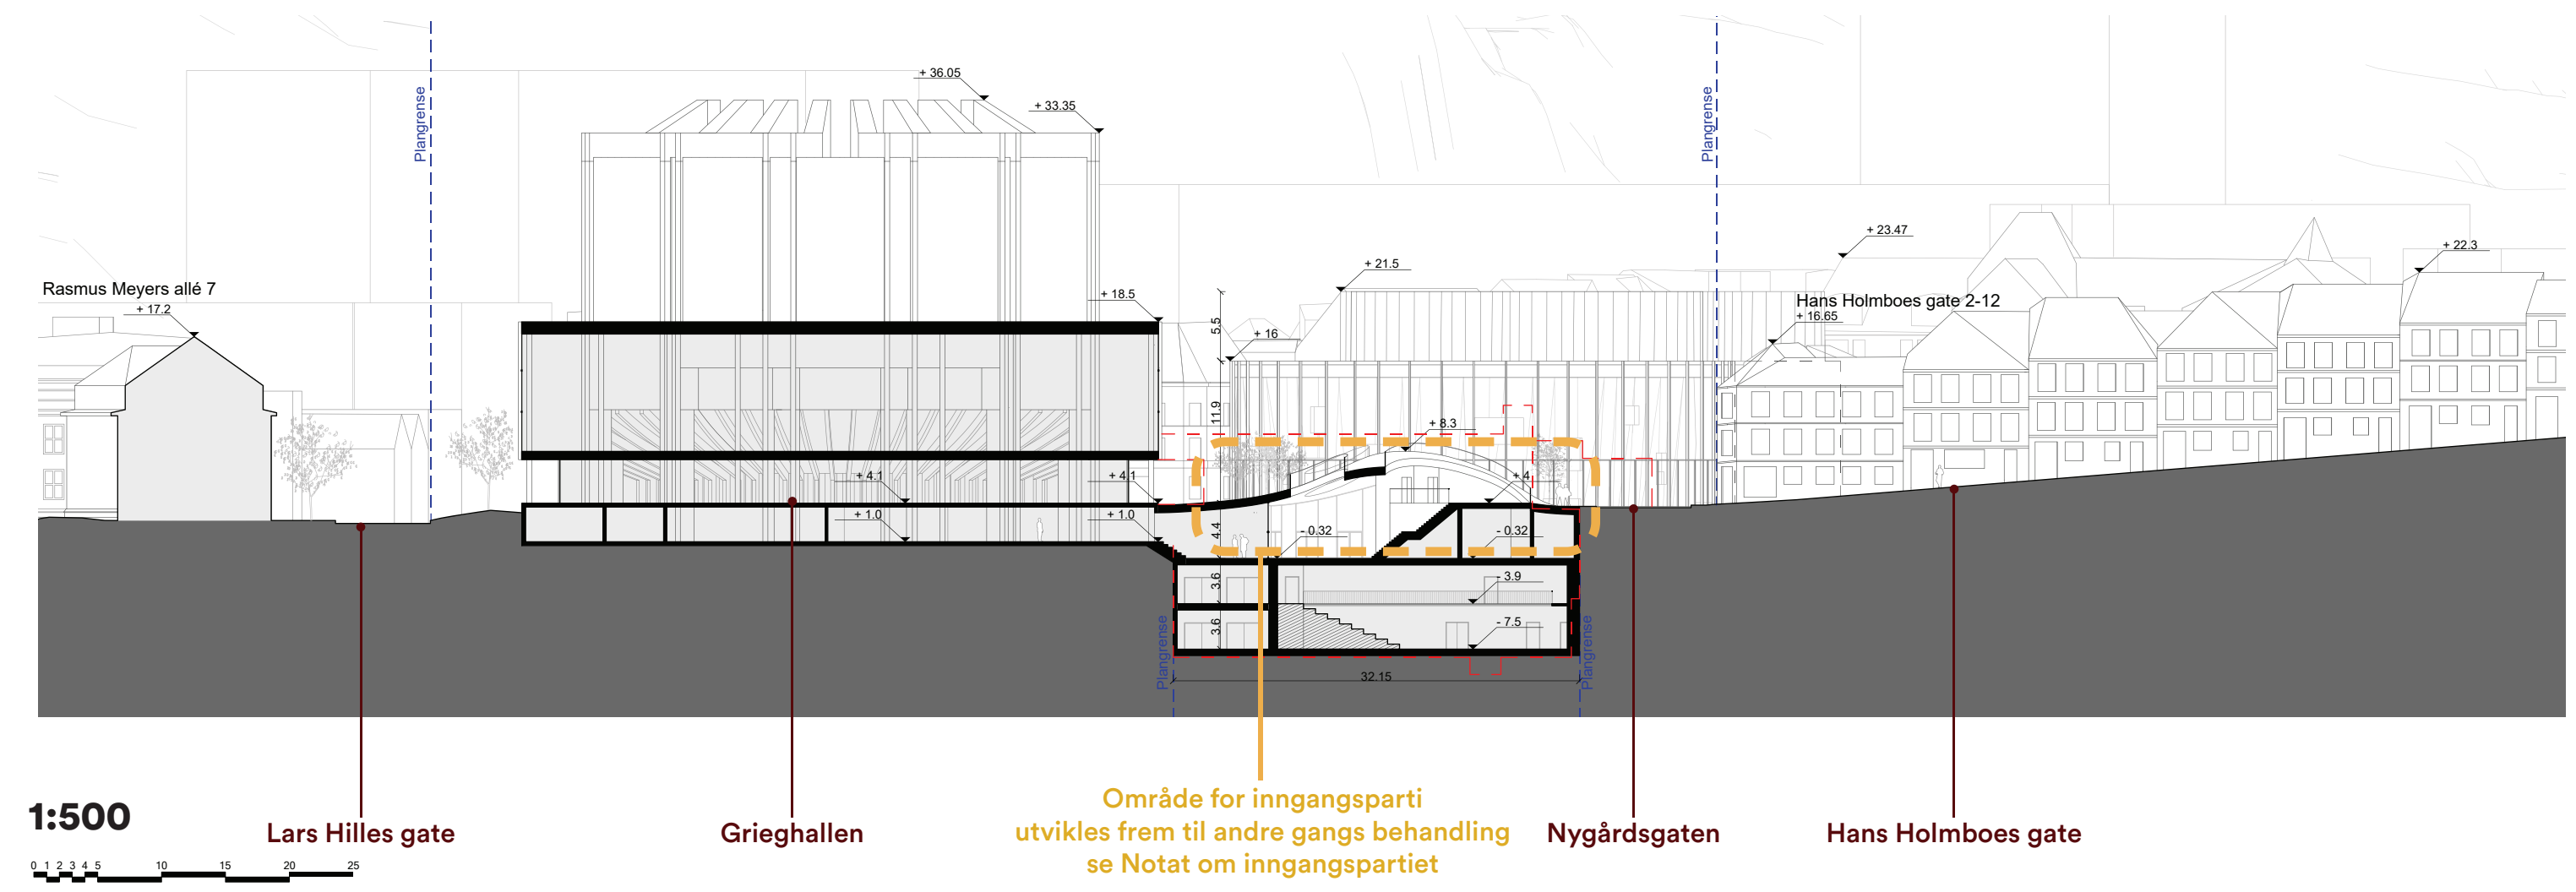 + 36.05
+ 33.35
Plangrense
Plangrense
+ 23.47
+ 22.3
+ 21.5
Rasmus Meyers allé 7
+ 17.2
+ 18.5
Hans Holmboes gate 2-12
+ 16.65
5.5
+ 16
11.9
+ 8.3
+ 4.1
+ 4.1
+ 4
+ 1.0
+ 1.0
4.4
- 0.32
- 0.32
3.6
- 3.9
3.6
- 7.5
Plangrense
Plangrense
32.15
Område for inngangsparti
utvikles frem til andre gangs behandling
se Notat om inngangspartiet
1:500
Lars Hilles gate
Grieghallen
Nygårdsgaten
Hans Holmboes gate
0 1 2 3 4 5 10 15 20 25